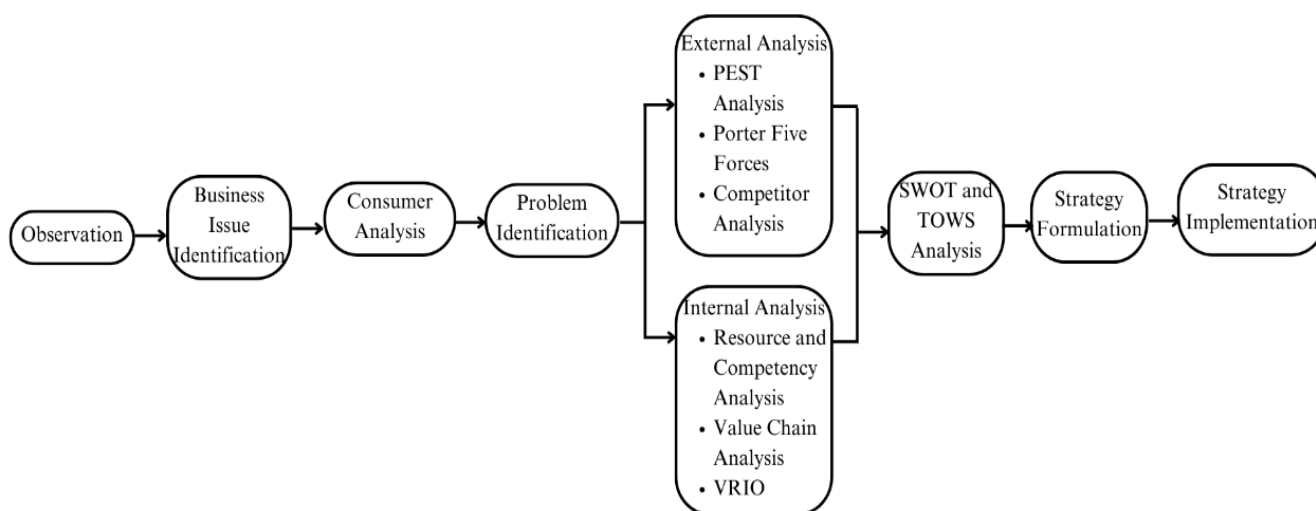 Observation
Business
Issue
Identification
Consumer
Analysis
Problem
Identification
External Analysis
• PEST
Analysis
• Porter Five
Forces
• Competitor
Analysis
Internal Analysis
• Resource and
Competency
Analysis
• Value Chain
Analysis
• VRIO
SWOT and
TOWS
Analysis
Strategy
Formulation
Strategy
Implementation